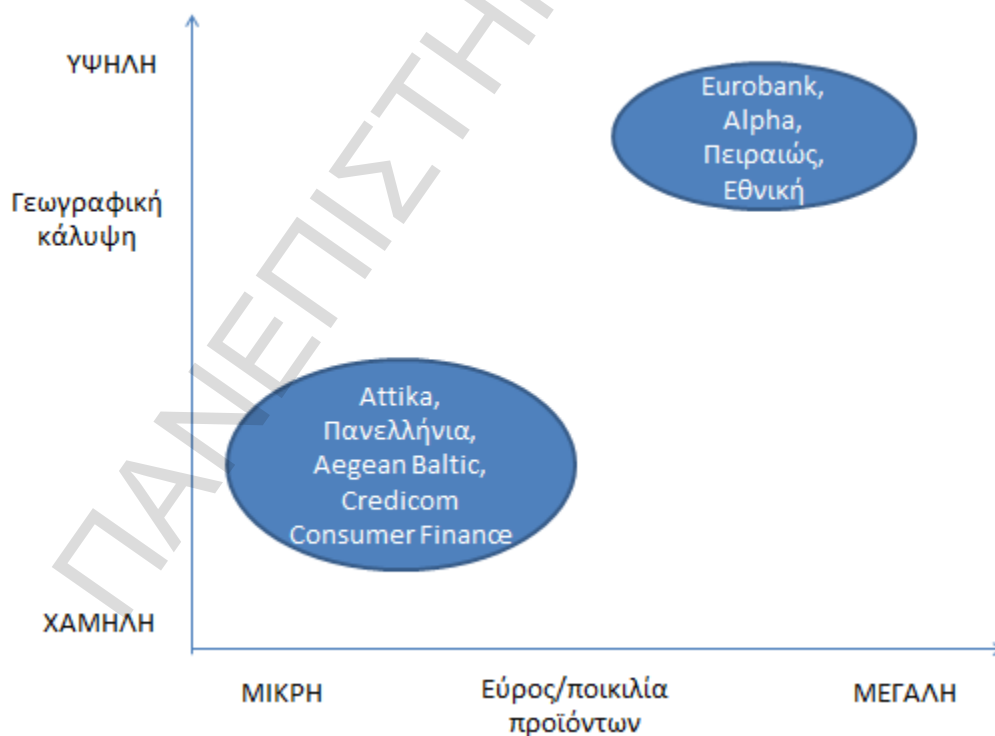 ΥΨΗΛΗ
Eurobank,
Alpha,
Πειραιώς,
Εθνική
Γεωγραφική
κάλυψη
Attika,
Πανελλήνια,
Aegean Baltic,
Credicom
Consumer Finance
ΧΑΜΗΛΗ
ΜΙΚΡΗ
Εύρος/ποικιλία
προϊόντων
ΜΕΓΑΛΗ